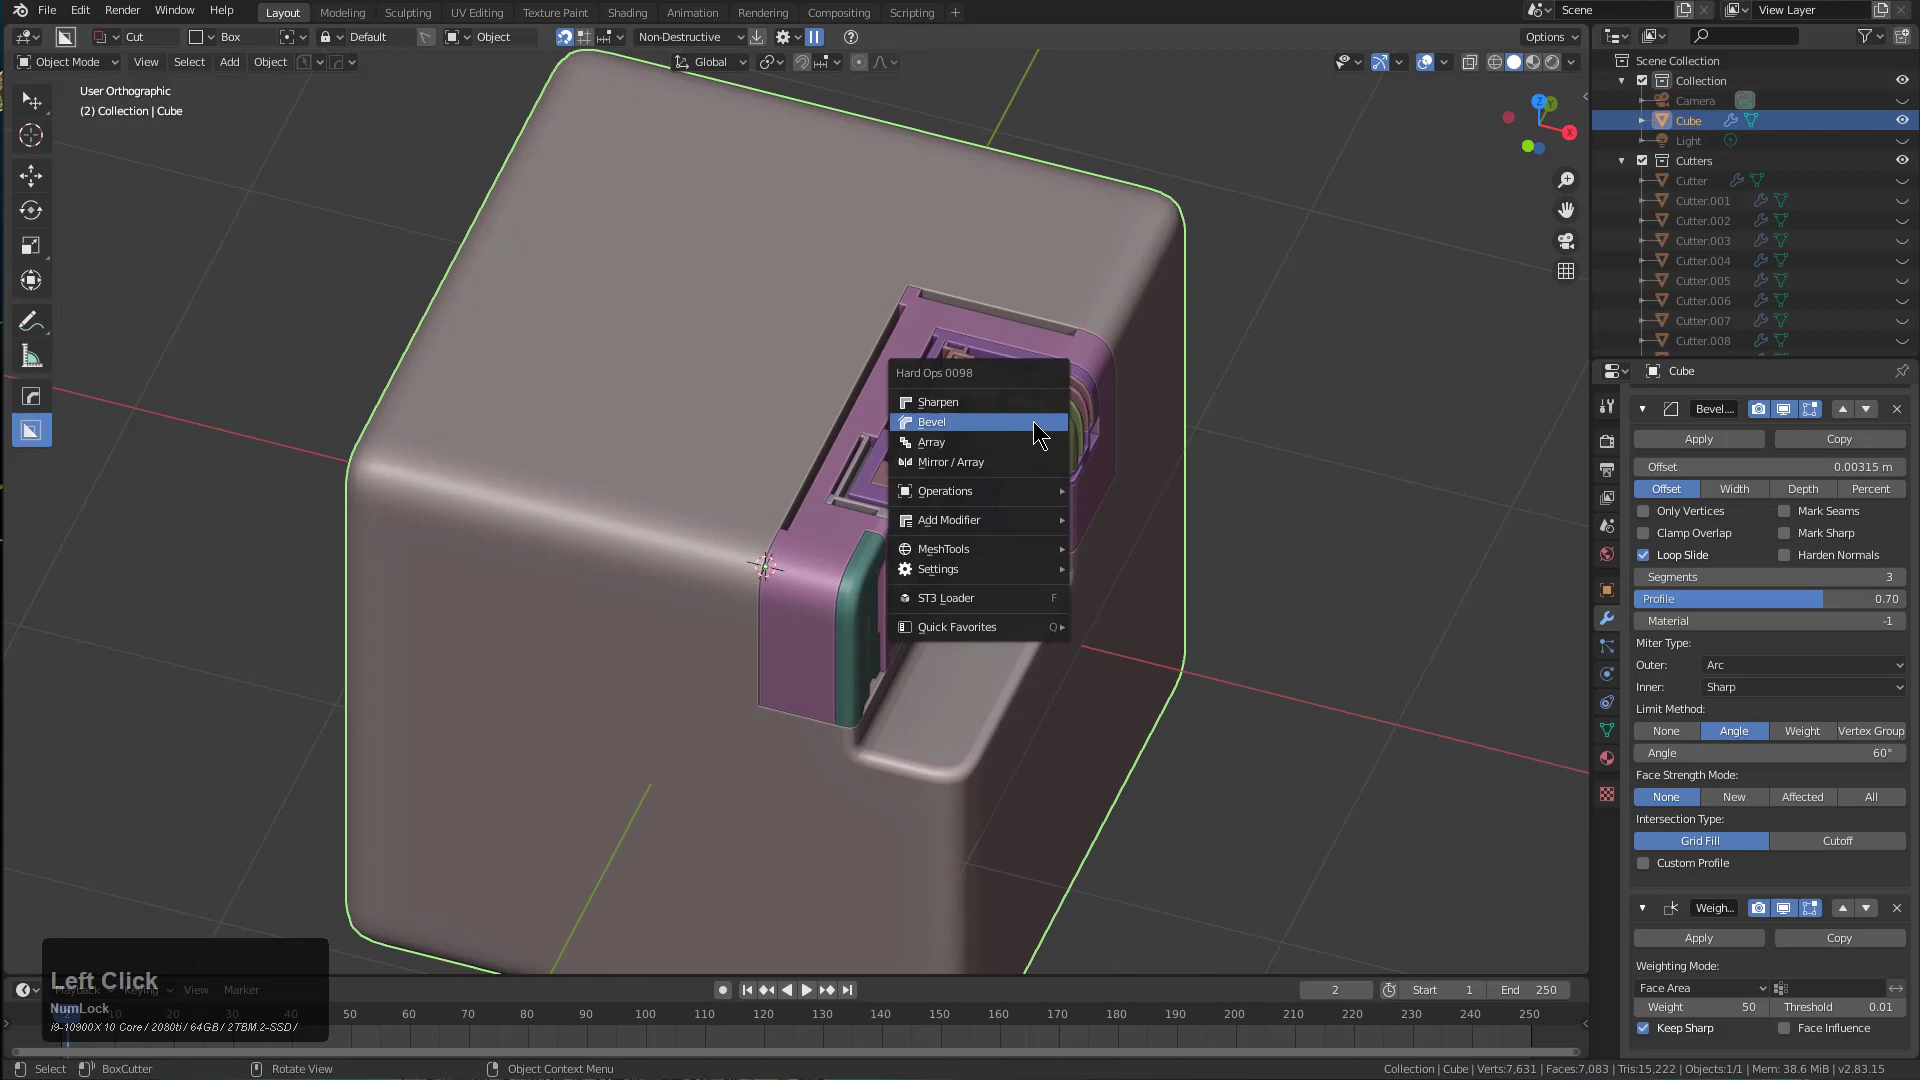 File Edit Render Window Help Layout Modeling Sculpting UV Editing Texture Paint Shading Animation Rendering Compositing Scripting + Scene View Layer
Cut Box Default Object Non-Destructive Options
Object Mode View Select Add Object Global
User Orthographic
(2) Collection | Cube
Z
Y
X
Scene Collection
Collection
Camera
Cube
Light
Cutters
Cutter
Cutter.001
Cutter.002
Cutter.003
Cutter.004
Cutter.005
Cutter.006
Cutter.007
Cutter.008
Hard Ops 0098
Sharpen
Bevel
Array
Mirror / Array
Operations
Add Modifier
MeshTools
Settings
ST3 Loader F
Quick Favorites Q
Cube
Bevel...
Apply Copy
Offset 0.00315 m
Offset Width Depth Percent
Only Vertices Mark Seams
Clamp Overlap Mark Sharp
Loop Slide Harden Normals
Segments 3
Profile 0.70
Material -1
Miter Type:
Outer: Arc
Inner: Sharp
Limit Method:
None Angle Weight Vertex Group
Angle 60°
Face Strength Mode:
None New Affected All
Intersection Type:
Grid Fill Cutoff
Custom Profile
Weigh...
Apply Copy
Weighting Mode:
Face Area
Weight 50 Threshold 0.01
Keep Sharp Face Influence
Left Click
NumLock
i9-10900X 10 Core / 2080ti / 64GB / 2TBM.2-SSD /
Playback Keying View Marker 2 Start 1 End 250
50 60 70 80 90 100 110 120 130 140 150 160 170 180 190 200 210 220 230 240 250
Select BoxCutter Rotate View Object Context Menu Collection | Cube | Verts:7,631 | Faces:7,083 | Tris:15,222 | Objects:1/1 | Mem: 38.6 MiB | v2.83.15